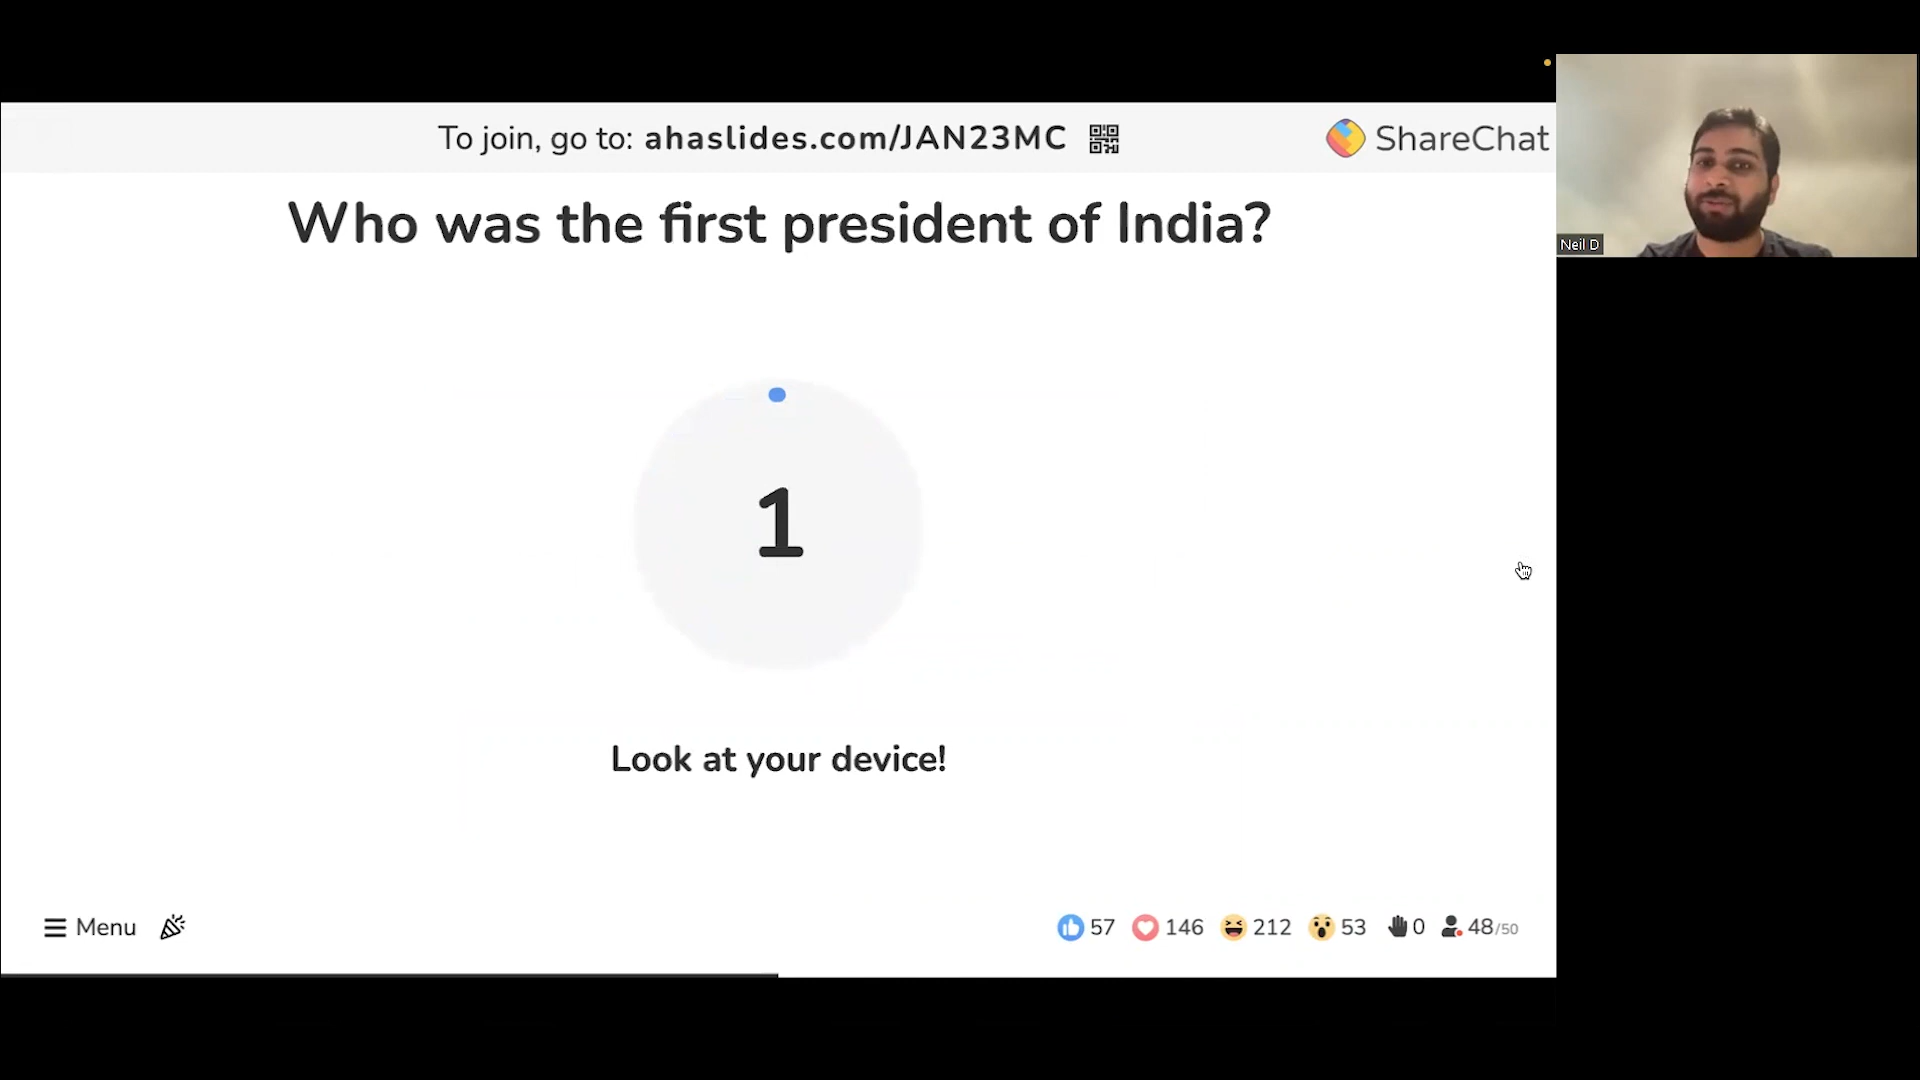 To join, go to: ahaslides.com/JAN23MC
ShareChat
Who was the first president of India?
Neil D
1
Look at your device!
Menu
57 146 212 53 0 48/50